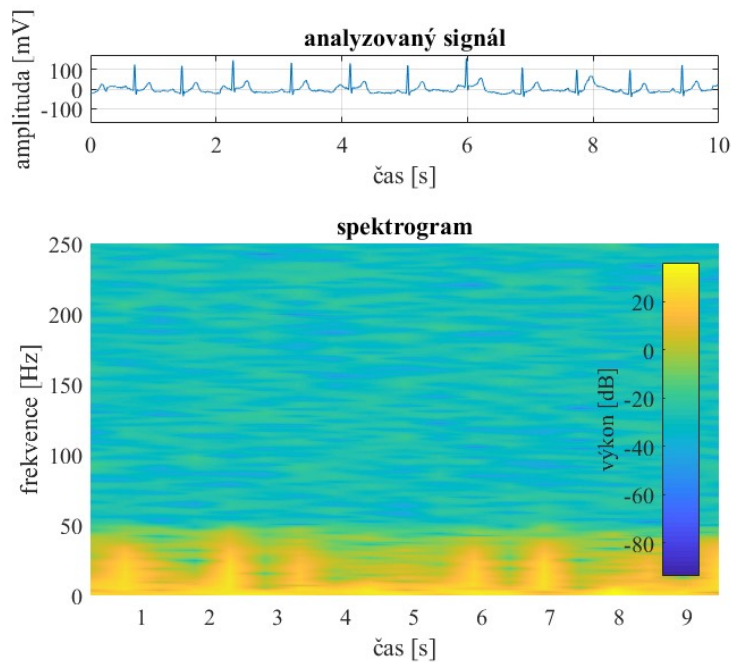 analyzovaný signál
amplituda [mV]
100
0
-100
0 2 4 6 8 10
čas [s]
spektrogram
frekvence [Hz]
250
200
150
100
50
0
výkon [dB]
20
0
-20
-40
-60
-80
1 2 3 4 5 6 7 8 9
čas [s]